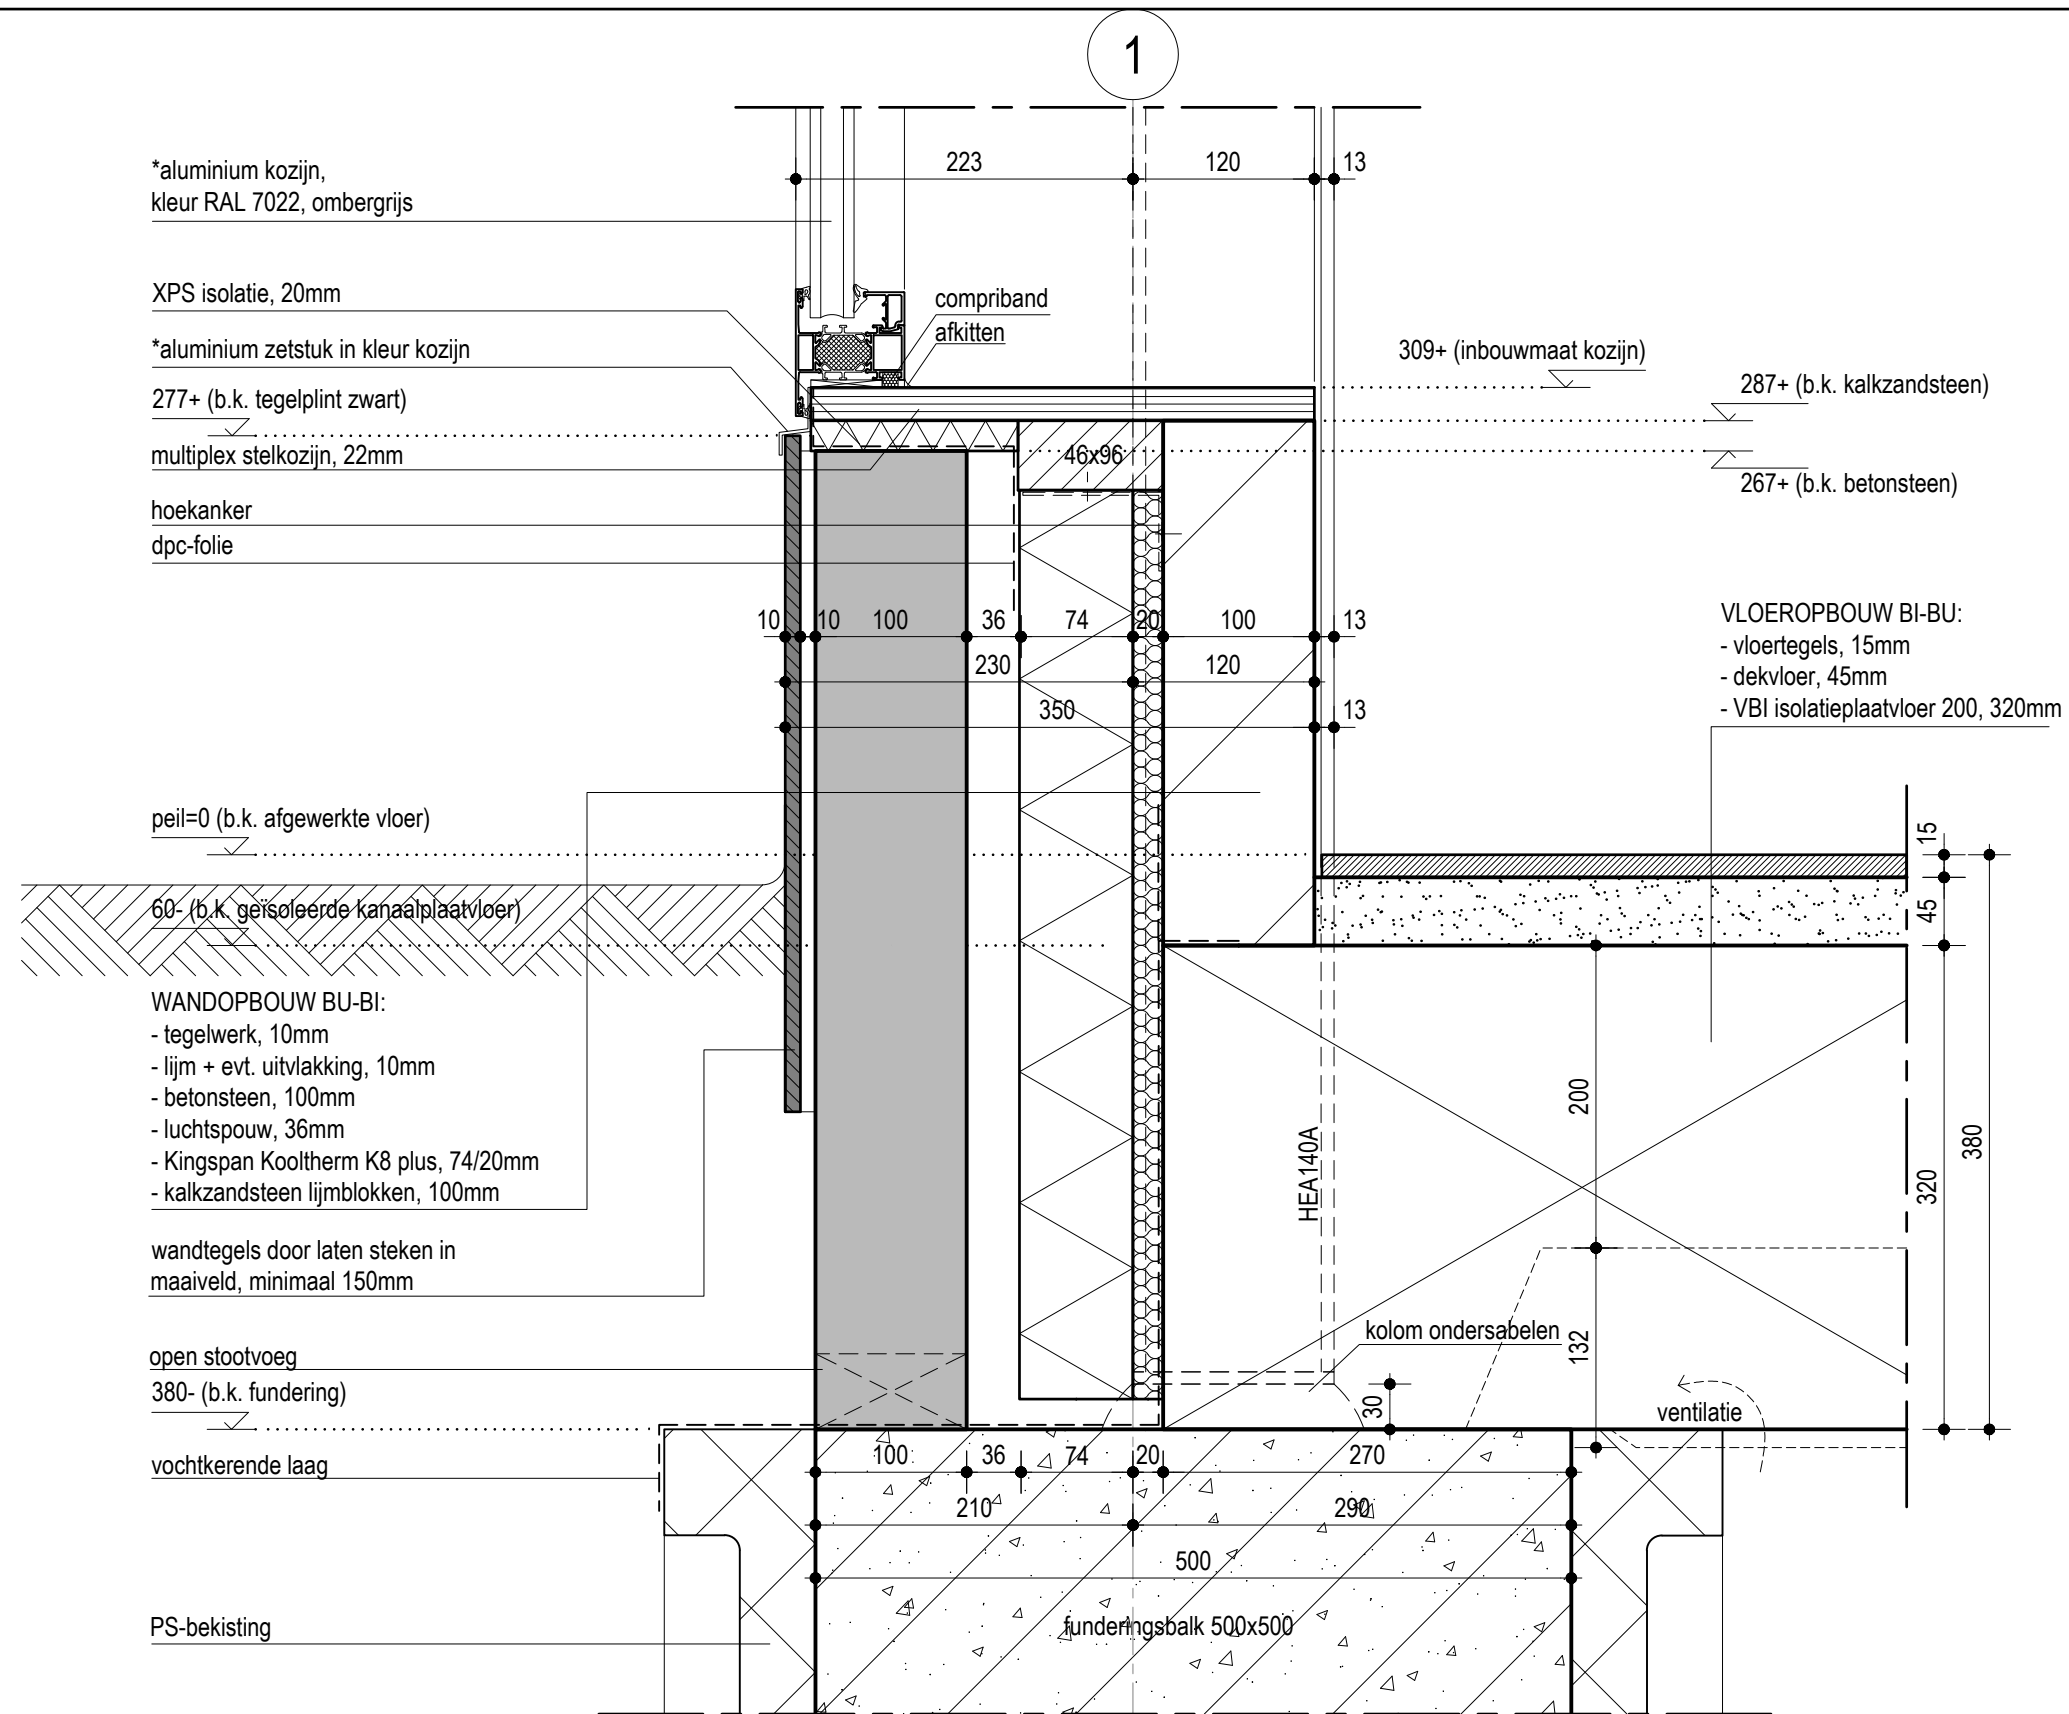 1
223
120
13
*aluminium kozijn,
kleur RAL 7022, ombergrijs
XPS isolatie, 20mm
compriband
afkitten
*aluminium zetstuk in kleur kozijn
309+ (inbouwmaat kozijn)
287+ (b.k. kalkzandsteen)
277+ (b.k. tegelplint zwart)
multiplex stelkozijn, 22mm
46x96
267+ (b.k. betonsteen)
hoekanker
dpc-folie
10
10
100
36
74
20
100
13
230
120
350
13
VLOEROPBOUW BI-BU:
- vloertegels, 15mm
- dekvloer, 45mm
- VBI isolatieplaatvloer 200, 320mm
peil=0 (b.k. afgewerkte vloer)
15
60- (b.k. geïsoleerde kanaalplaatvloer)
45
WANDOPBOUW BU-BI:
- tegelwerk, 10mm
- lijm + evt. uitvlakking, 10mm
- betonsteen, 100mm
- luchtspouw, 36mm
- Kingspan Kooltherm K8 plus, 74/20mm
- kalkzandsteen lijmblokken, 100mm
200
380
320
HEA140A
wandtegels door laten steken in
maaiveld, minimaal 150mm
kolom ondersabelen
132
open stootvoeg
380- (b.k. fundering)
30
ventilatie
vochtkerende laag
100
36
74
20
270
210
290
500
PS-bekisting
funderingsbalk 500x500